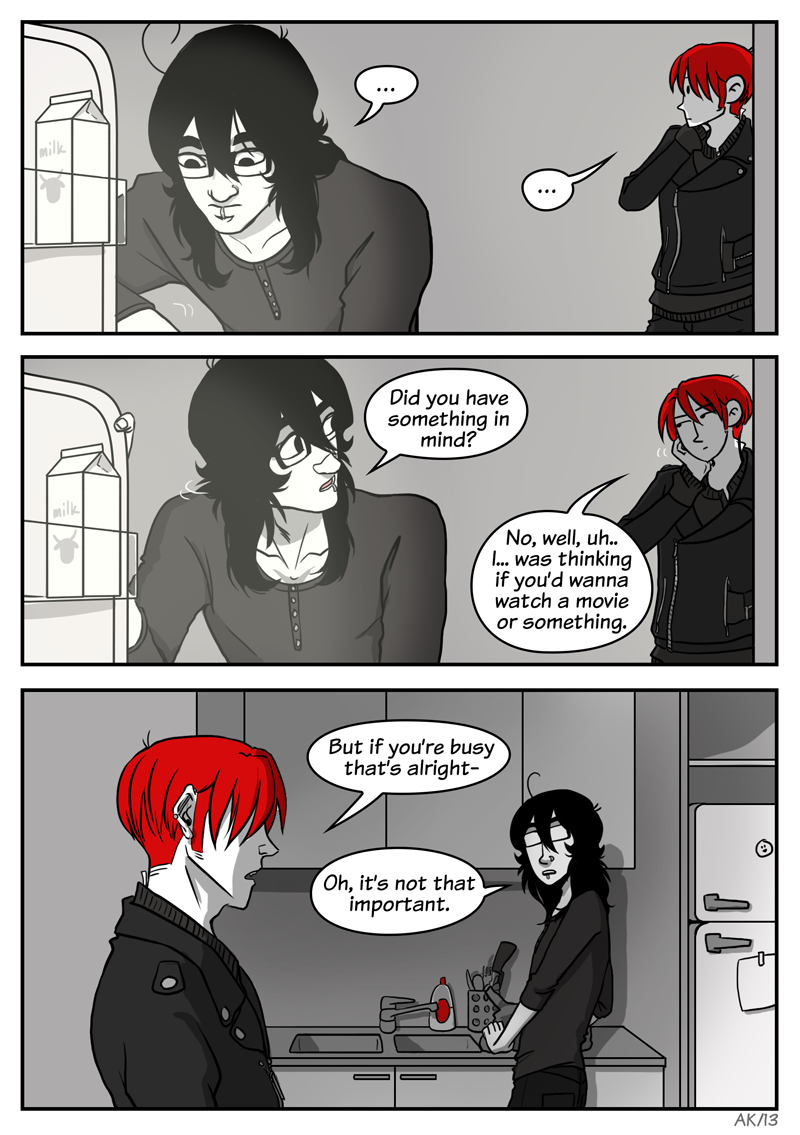 ...
milk
...
Did you have
something in
mind?
milk
No, well, uh..
I... was thinking
if you'd wanna
watch a movie
or something.
But if you're busy
that's alright-
Oh, it's not that
important.
AK/13